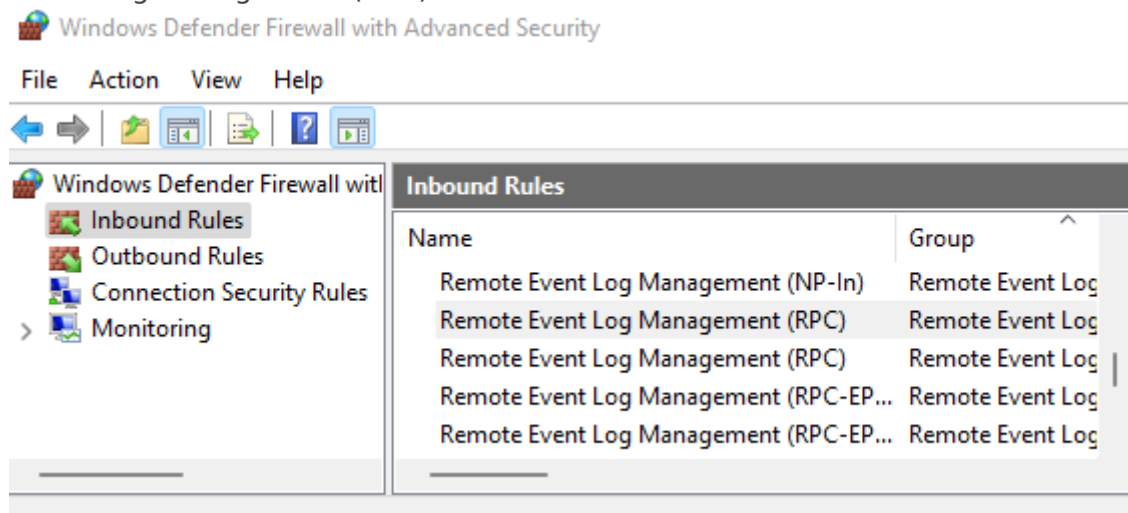 Windows Defender Firewall with Advanced Security
File Action View Help
Windows Defender Firewall witl
Inbound Rules
Outbound Rules
Connection Security Rules
Monitoring
Inbound Rules
Name Group
Remote Event Log Management (NP-In) Remote Event Log
Remote Event Log Management (RPC) Remote Event Log
Remote Event Log Management (RPC) Remote Event Log
Remote Event Log Management (RPC-EP... Remote Event Log
Remote Event Log Management (RPC-EP... Remote Event Log